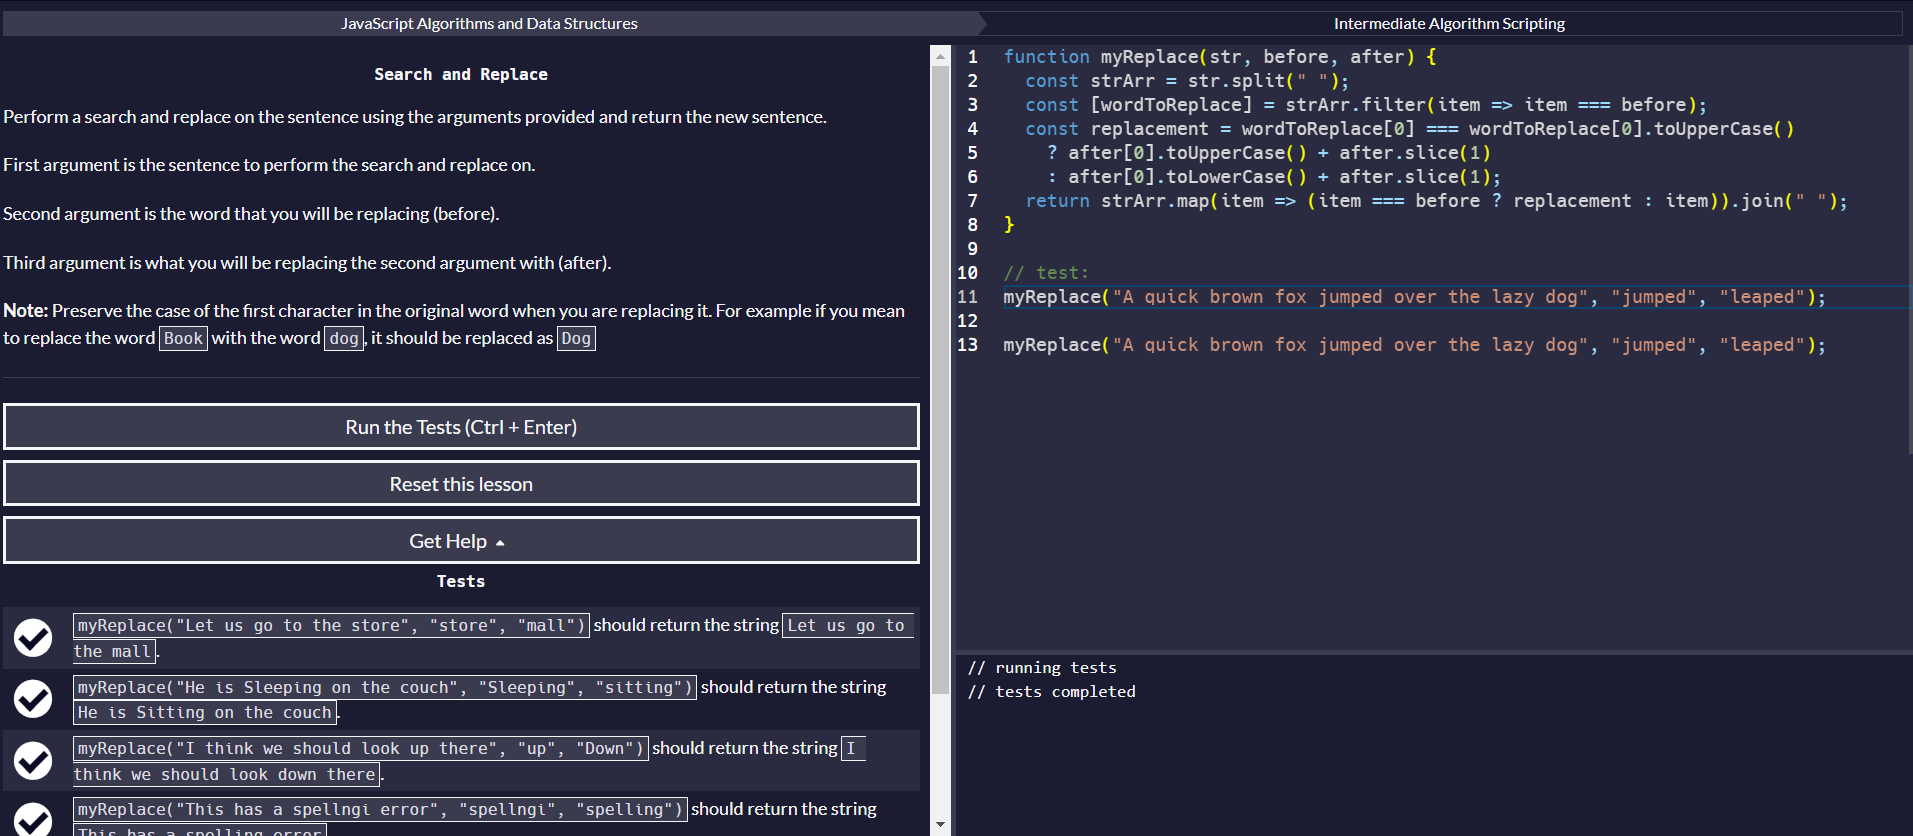 JavaScript Algorithms and Data Structures
Intermediate Algorithm Scripting
Search and Replace
Perform a search and replace on the sentence using the arguments provided and return the new sentence.
First argument is the sentence to perform the search and replace on.
Second argument is the word that you will be replacing (before).
Third argument is what you will be replacing the second argument with (after).
Note: Preserve the case of the first character in the original word when you are replacing it. For example if you mean
to replace the word Book with the word dog, it should be replaced as Dog
Run the Tests (Ctrl + Enter)
Reset this lesson
Get Help
Tests
myReplace("Let us go to the store", "store", "mall") should return the string Let us go to
the mall.
myReplace("He is Sleeping on the couch", "Sleeping", "sitting") should return the string
He is Sitting on the couch.
myReplace("I think we should look up there", "up", "Down") should return the string I
think we should look down there.
myReplace("This has a spellngi error", "spellngi", "spelling") should return the string
This has a spelling error
1 function myReplace(str, before, after) {
2 const strArr = str.split(" ");
3 const [wordToReplace] = strArr.filter(item => item === before);
4 const replacement = wordToReplace[0] === wordToReplace[0].toUpperCase()
5 ? after[0].toUpperCase() + after.slice(1)
6 : after[0].toLowerCase() + after.slice(1);
7 return strArr.map(item => (item === before ? replacement : item)).join(" ");
8 }
9
10 // test:
11 myReplace("A quick brown fox jumped over the lazy dog", "jumped", "leaped");
12
13 myReplace("A quick brown fox jumped over the lazy dog", "jumped", "leaped");
// running tests
// tests completed